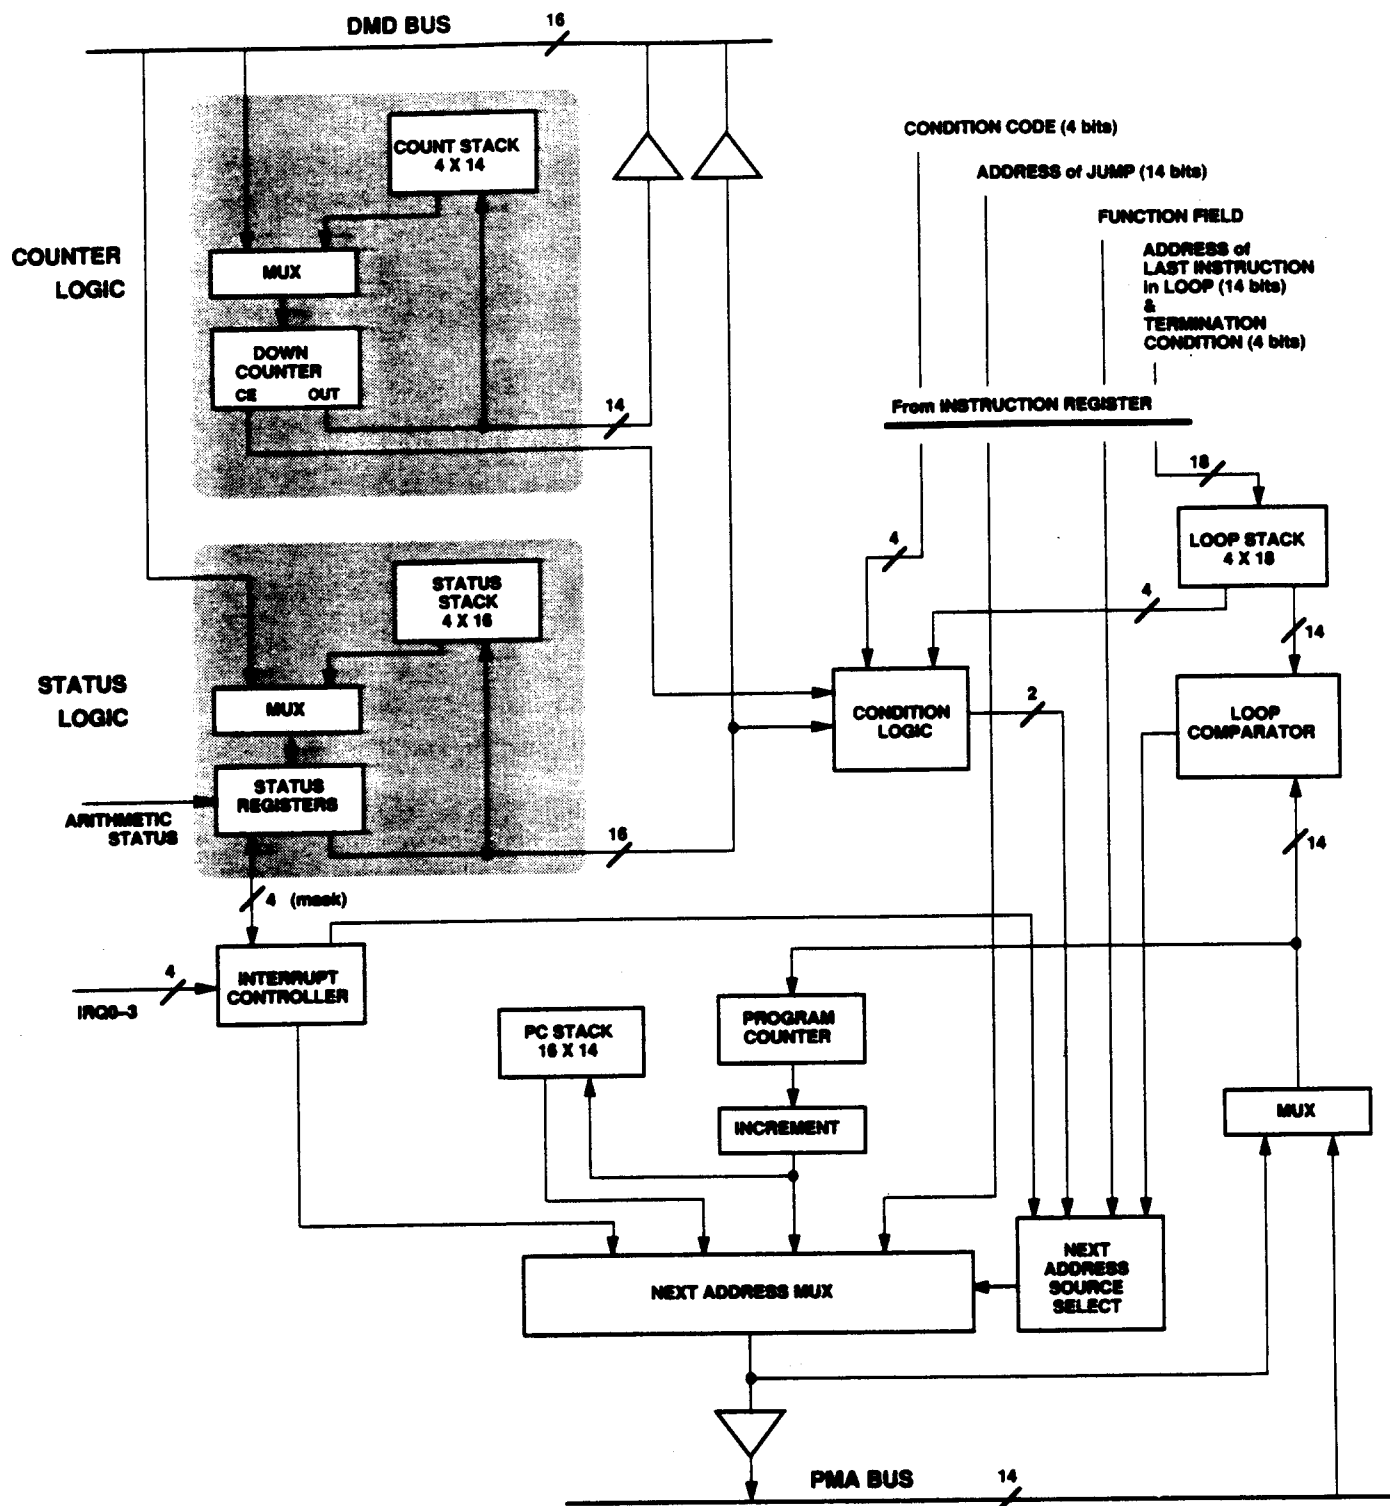 DMD BUS
16
COUNT STACK
4 X 14
CONDITION CODE (4 bits)
ADDRESS of JUMP (14 bits)
FUNCTION FIELD
ADDRESS of
LAST INSTRUCTION
in LOOP (14 bits)
&
TERMINATION
CONDITION (4 bits)
COUNTER
LOGIC
MUX
DOWN
COUNTER
CE OUT
14
From INSTRUCTION REGISTER
18
LOOP STACK
4 X 18
4
4
14
STATUS
STACK
4 X 16
STATUS
LOGIC
MUX
CONDITION
LOGIC
2
LOOP
COMPARATOR
STATUS
REGISTERS
ARITHMETIC
STATUS
16
14
4 (mask)
INTERRUPT
CONTROLLER
4
IRQ0-3
PC STACK
16 X 14
PROGRAM
COUNTER
INCREMENT
MUX
NEXT ADDRESS MUX
NEXT
ADDRESS
SOURCE
SELECT
PMA BUS
14